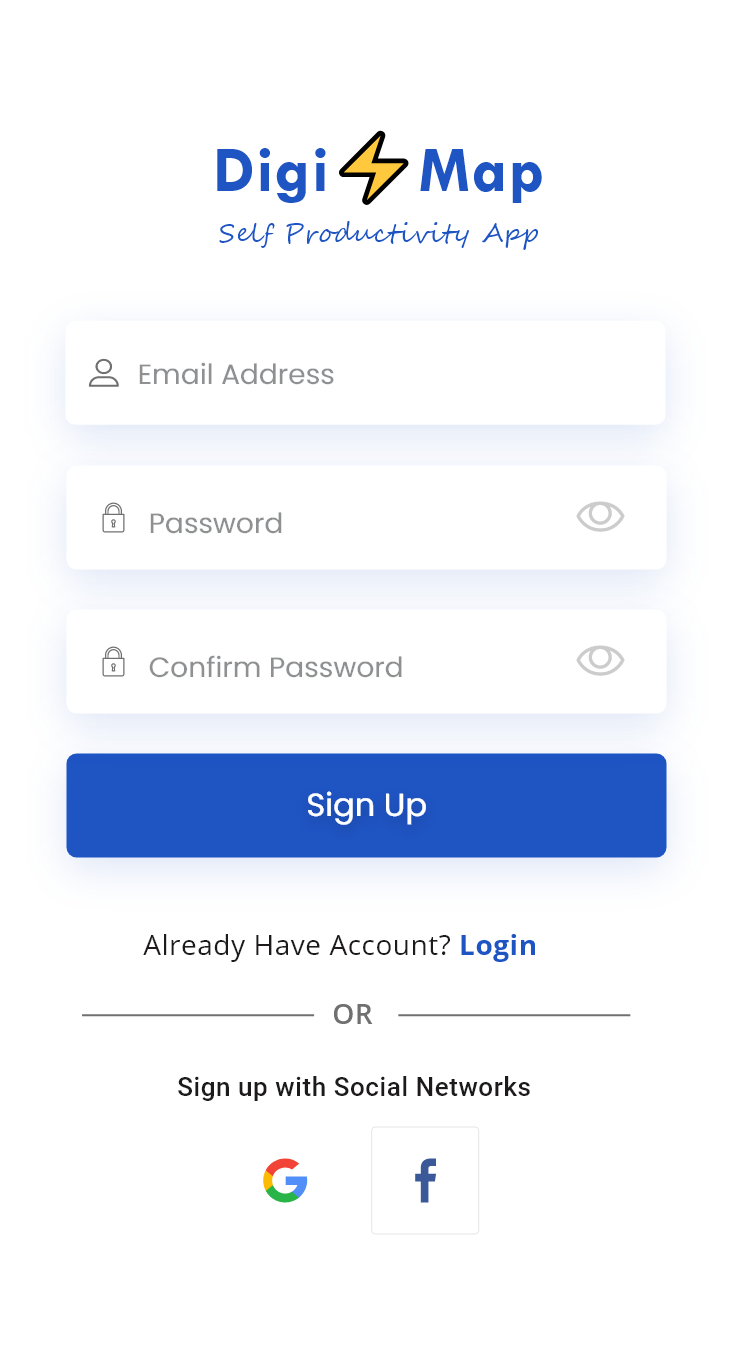 Digi Map
Self Productivity App
Email Address
Password
Confirm Password
Sign Up
Already Have Account? Login
OR
Sign up with Social Networks